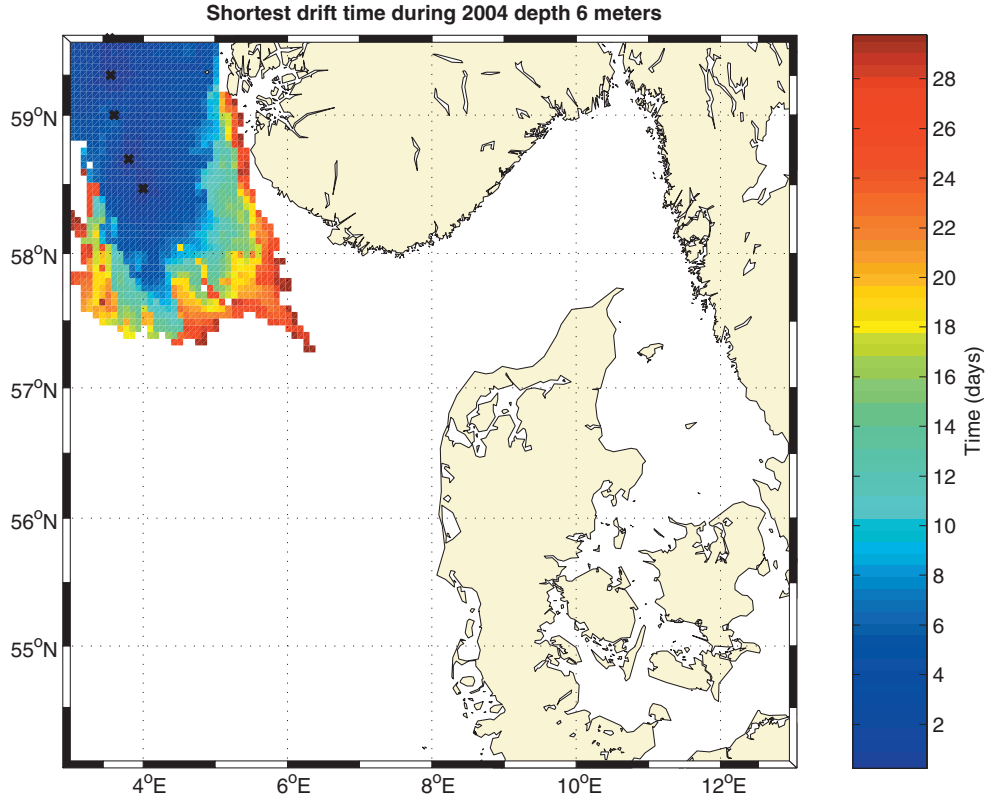 Shortest drift time during 2004 depth 6 meters
59°N
58°N
57°N
56°N
55°N
4°E 6°E 8°E 10°E 12°E
28
26
24
22
20
18
16
14
12
10
8
6
4
2
Time (days)